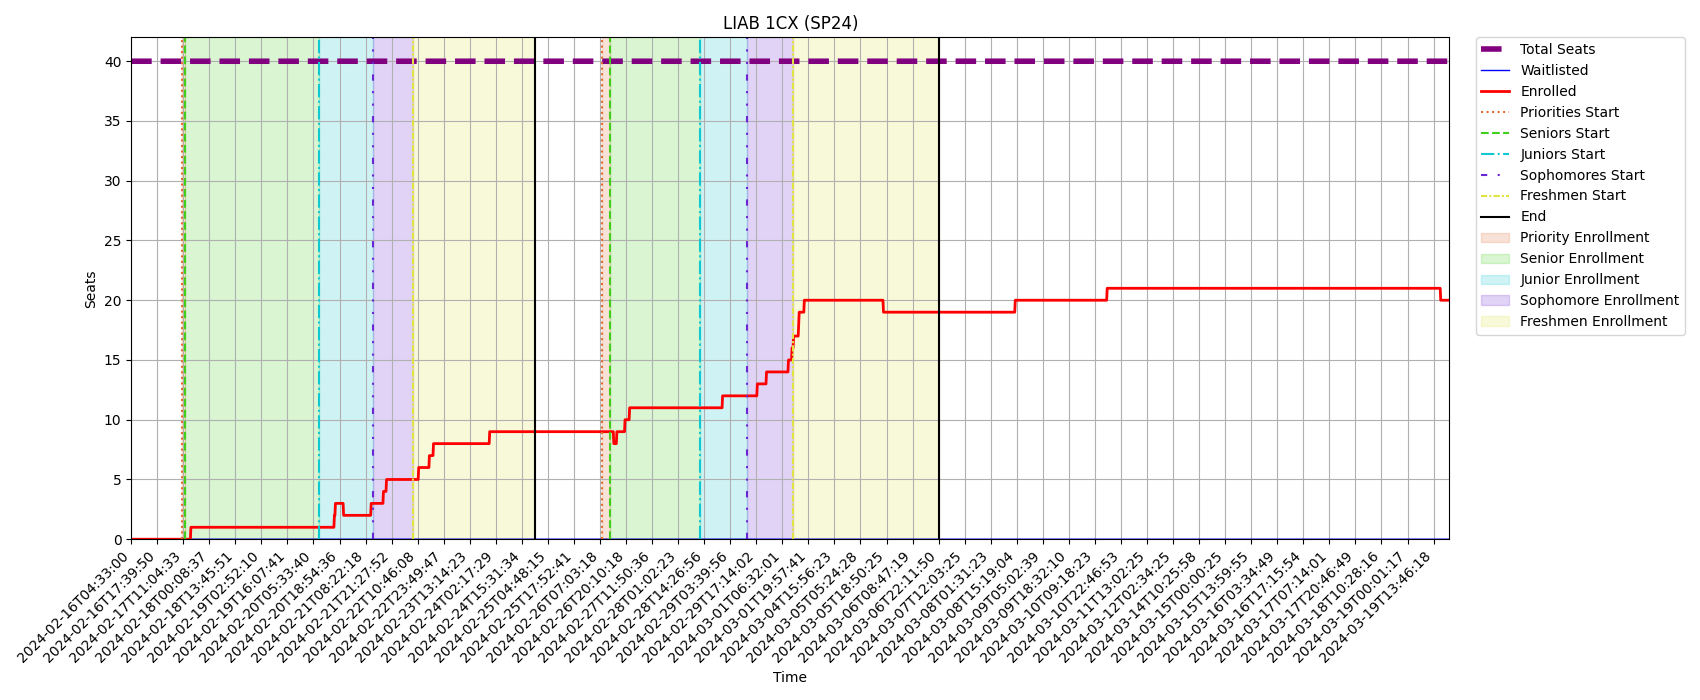 LIAB 1CX (SP24)
Seats
40
35
30
25
20
15
10
5
0
2024-02-16T04:33:00
2024-02-16T17:39:50
2024-02-17T11:04:33
2024-02-18T00:08:37
2024-02-18T13:45:51
2024-02-19T02:52:10
2024-02-19T16:07:41
2024-02-20T05:33:40
2024-02-20T18:54:36
2024-02-21T08:22:18
2024-02-21T21:27:52
2024-02-22T10:46:08
2024-02-22T23:49:47
2024-02-23T13:14:23
2024-02-24T02:17:29
2024-02-24T15:31:34
2024-02-25T04:48:15
2024-02-25T17:52:41
2024-02-26T07:03:18
2024-02-26T20:10:18
2024-02-27T11:50:36
2024-02-28T01:02:23
2024-02-28T14:26:56
2024-02-29T03:39:56
2024-02-29T17:14:02
2024-03-01T06:32:01
2024-03-01T19:57:41
2024-03-04T15:56:23
2024-03-05T05:24:28
2024-03-05T18:50:25
2024-03-06T08:47:19
2024-03-06T22:11:50
2024-03-07T12:03:25
2024-03-08T01:31:23
2024-03-08T15:19:04
2024-03-09T05:02:39
2024-03-09T18:32:10
2024-03-10T09:18:23
2024-03-10T22:46:53
2024-03-11T13:02:25
2024-03-12T02:34:25
2024-03-14T10:25:58
2024-03-15T00:00:25
2024-03-15T13:59:55
2024-03-16T03:34:49
2024-03-16T17:15:54
2024-03-17T07:14:01
2024-03-17T20:46:49
2024-03-18T10:28:16
2024-03-19T00:01:17
2024-03-19T13:46:18
Time
Total Seats
Waitlisted
Enrolled
Priorities Start
Seniors Start
Juniors Start
Sophomores Start
Freshmen Start
End
Priority Enrollment
Senior Enrollment
Junior Enrollment
Sophomore Enrollment
Freshmen Enrollment